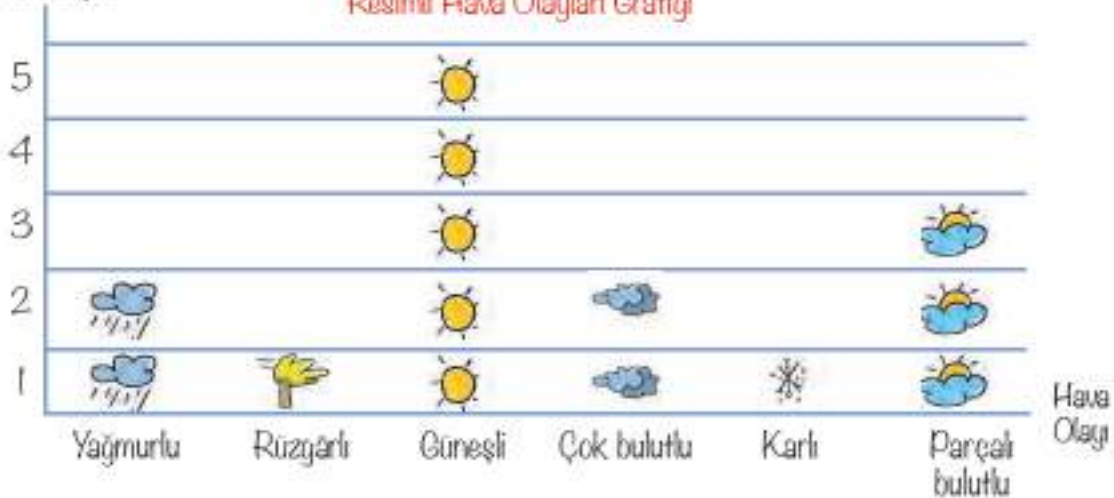 Resimli Hava Olayları Grafiği
5
4
3
2
1
Hava
Olayı
Yağmurlu
Rüzgârlı
Güneşli
Çok bulutlu
Karlı
Parçalı
bulutlu